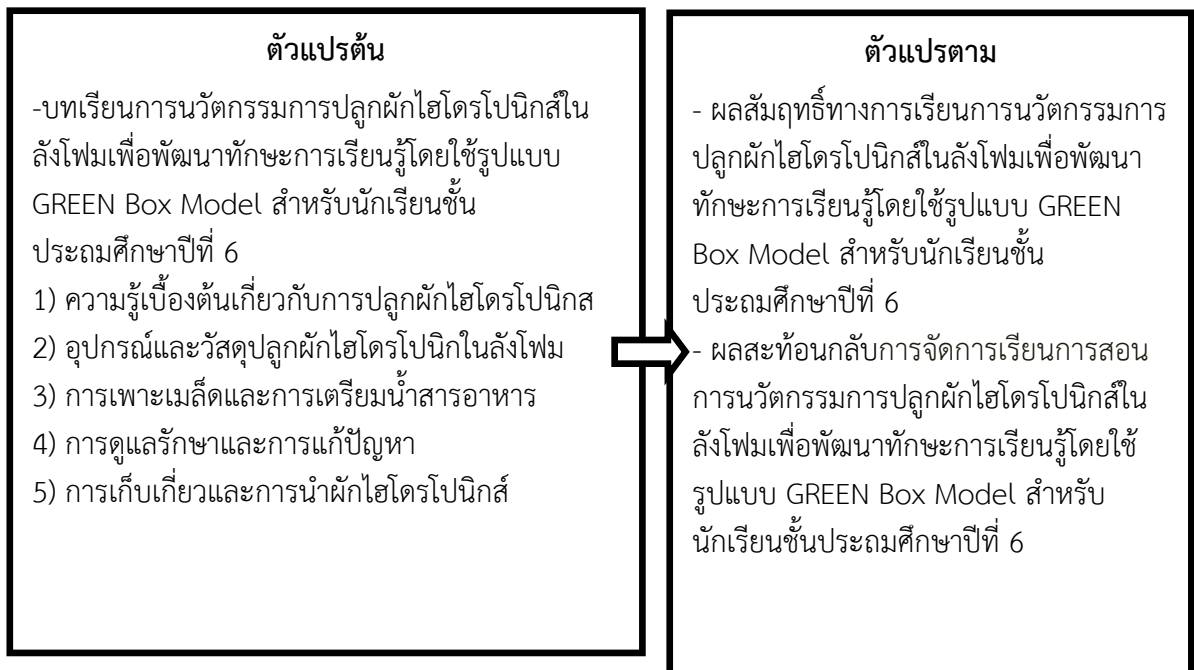 ตัวแปรต้น
-บทเรียนการนวัตกรรมการปลูกผักไฮโดรโปนิกส์ใน
ลังโฟมเพื่อพัฒนาทักษะการเรียนรู้โดยใช้รูปแบบ
GREEN Box Model สำหรับนักเรียนชั้น
ประถมศึกษาปีที่ 6
1) ความรู้เบื้องต้นเกี่ยวกับการปลูกผักไฮโดรโปนิกส
2) อุปกรณ์และวัสดุปลูกผักไฮโดรโปนิกในลังโฟม
3) การเพาะเมล็ดและการเตรียมน้ำสารอาหาร
4) การดูแลรักษาและการแก้ปัญหา
5) การเก็บเกี่ยวและการนำผักไฮโดรโปนิกส์
ตัวแปรตาม
- ผลสัมฤทธิ์ทางการเรียนการนวัตกรรมการ
ปลูกผักไฮโดรโปนิกส์ในลังโฟมเพื่อพัฒนา
ทักษะการเรียนรู้โดยใช้รูปแบบ GREEN
Box Model สำหรับนักเรียนชั้น
ประถมศึกษาปีที่ 6
- ผลสะท้อนกลับการจัดการเรียนการสอน
การนวัตกรรมการปลูกผักไฮโดรโปนิกส์ใน
ลังโฟมเพื่อพัฒนาทักษะการเรียนรู้โดยใช้
รูปแบบ GREEN Box Model สำหรับ
นักเรียนชั้นประถมศึกษาปีที่ 6